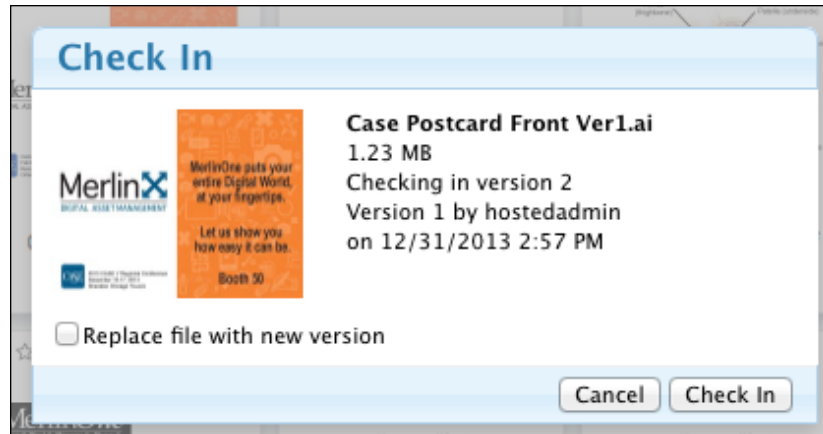 Check In
Case Postcard Front Ver1.ai
1.23 MB
Checking in version 2
Version 1 by hostedadmin
on 12/31/2013 2:57 PM
MerlinX
DIGITAL ASSET MANAGEMENT
MerlinOne puts your
entire Digital World,
at your fingertips.
Let us show you
how easy it can be.
Booth 50
Replace file with new version
Cancel
Check In
MerlinOne